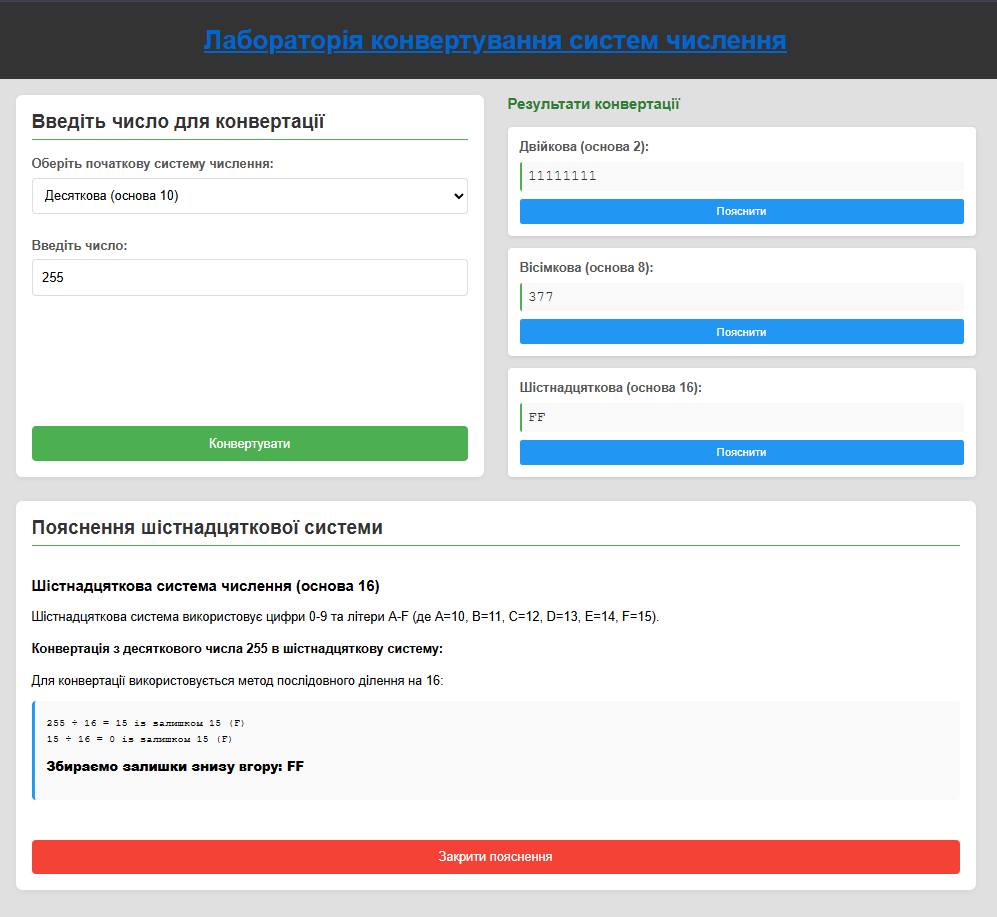 Лабораторія конвертування систем числення
Введіть число для конвертації
Оберіть початкову систему числення:
Десяткова (основа 10)
Введіть число:
255
Конвертувати
Результати конвертації
Двійкова (основа 2):
11111111
Пояснити
Вісімкова (основа 8):
377
Пояснити
Шістнадцяткова (основа 16):
FF
Пояснити
Пояснення шістнадцяткової системи
Шістнадцяткова система числення (основа 16)
Шістнадцяткова система використовує цифри 0-9 та літери A-F (де A=10, B=11, C=12, D=13, E=14, F=15).
Конвертація з десяткового числа 255 в шістнадцяткову систему:
Для конвертації використовується метод послідовного ділення на 16:
255 ÷ 16 = 15 із залишком 15 (F)
15 ÷ 16 = 0 із залишком 15 (F)
Збираємо залишки знизу вгору: FF
Закрити пояснення